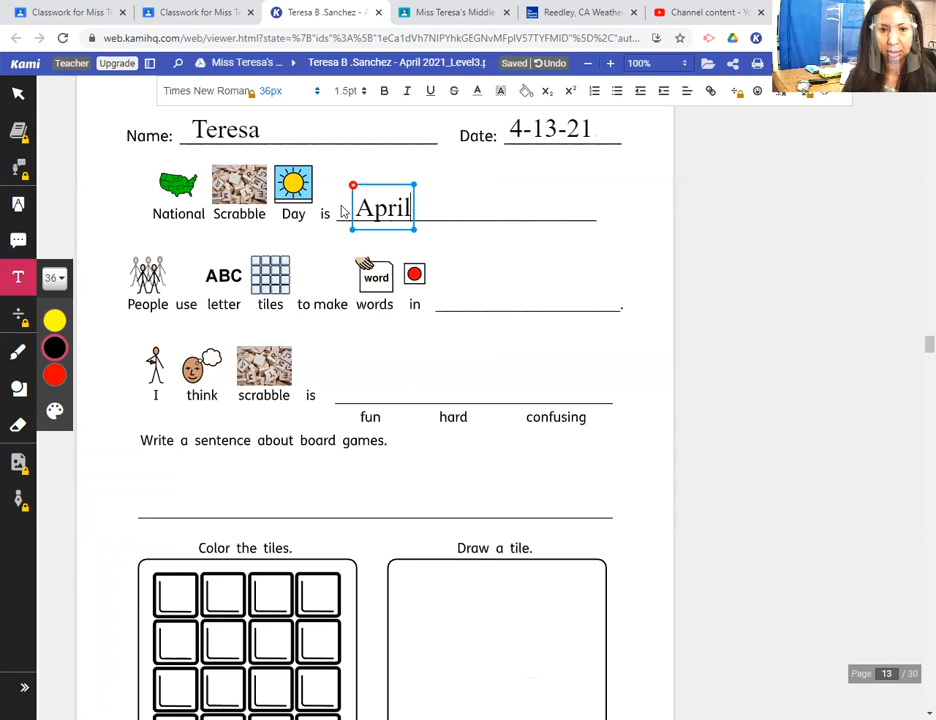 Classwork for Miss T
Classwork for Miss T
Teresa B .Sanchez - A
Miss Teresa's Middle
Reedley, CA Weathe
Channel content - Yo
web.kamihq.com/web/viewer.html?state=%7B"ids"%3A%5B"1eCa1dVh7NIPYhkGEGNvMFplV57TYFMID"%5D%2C"aut...
Kami
Teacher
Upgrade
Miss Teresa's ...
Teresa B .Sanchez - April 2021_Level3.p
Saved
Undo
100%
Times New Roman
36px
1.5pt
B I U S A
Name: Teresa
Date: 4-13-21
National Scrabble Day is April
ABC
word
People use letter tiles to make words in .
I think scrabble is
fun hard confusing
Write a sentence about board games.
Color the tiles. Draw a tile.
T
36
Page 13 / 30